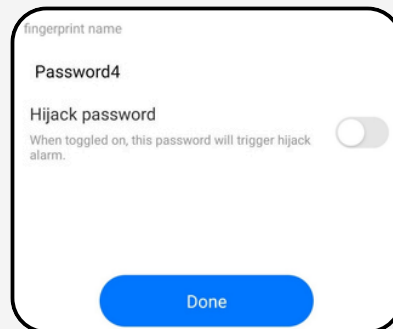 fingerprint name
Password4
Hijack password
When toggled on, this password will trigger hijack
alarm.
Done